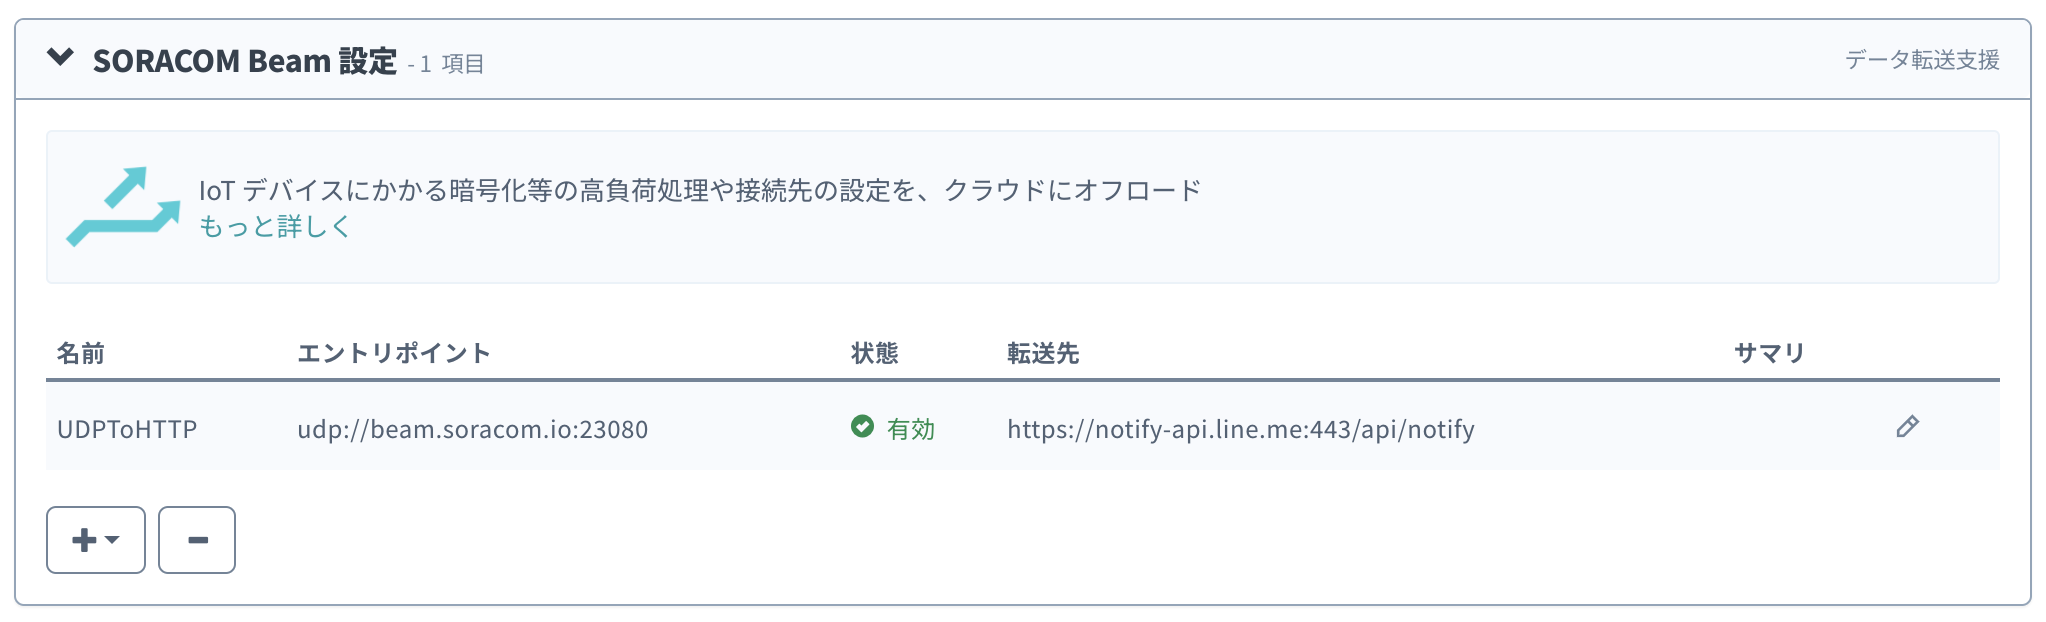 SORACOM Beam 設定 - 1 項目
データ転送支援
IoT デバイスにかかる暗号化等の高負荷処理や接続先の設定を、クラウドにオフロード
もっと詳しく
名前 エントリポイント 状態 転送先 サマリ
UDPToHTTP udp://beam.soracom.io:23080 有効 https://notify-api.line.me:443/api/notify